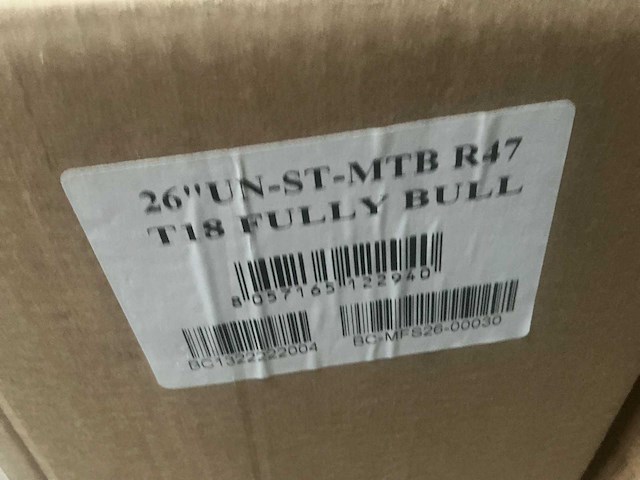 26"UN-ST-MTB R47
T18 FULLY BULL
8 057165 122940
BC1322222004 BC-MFS26-00030